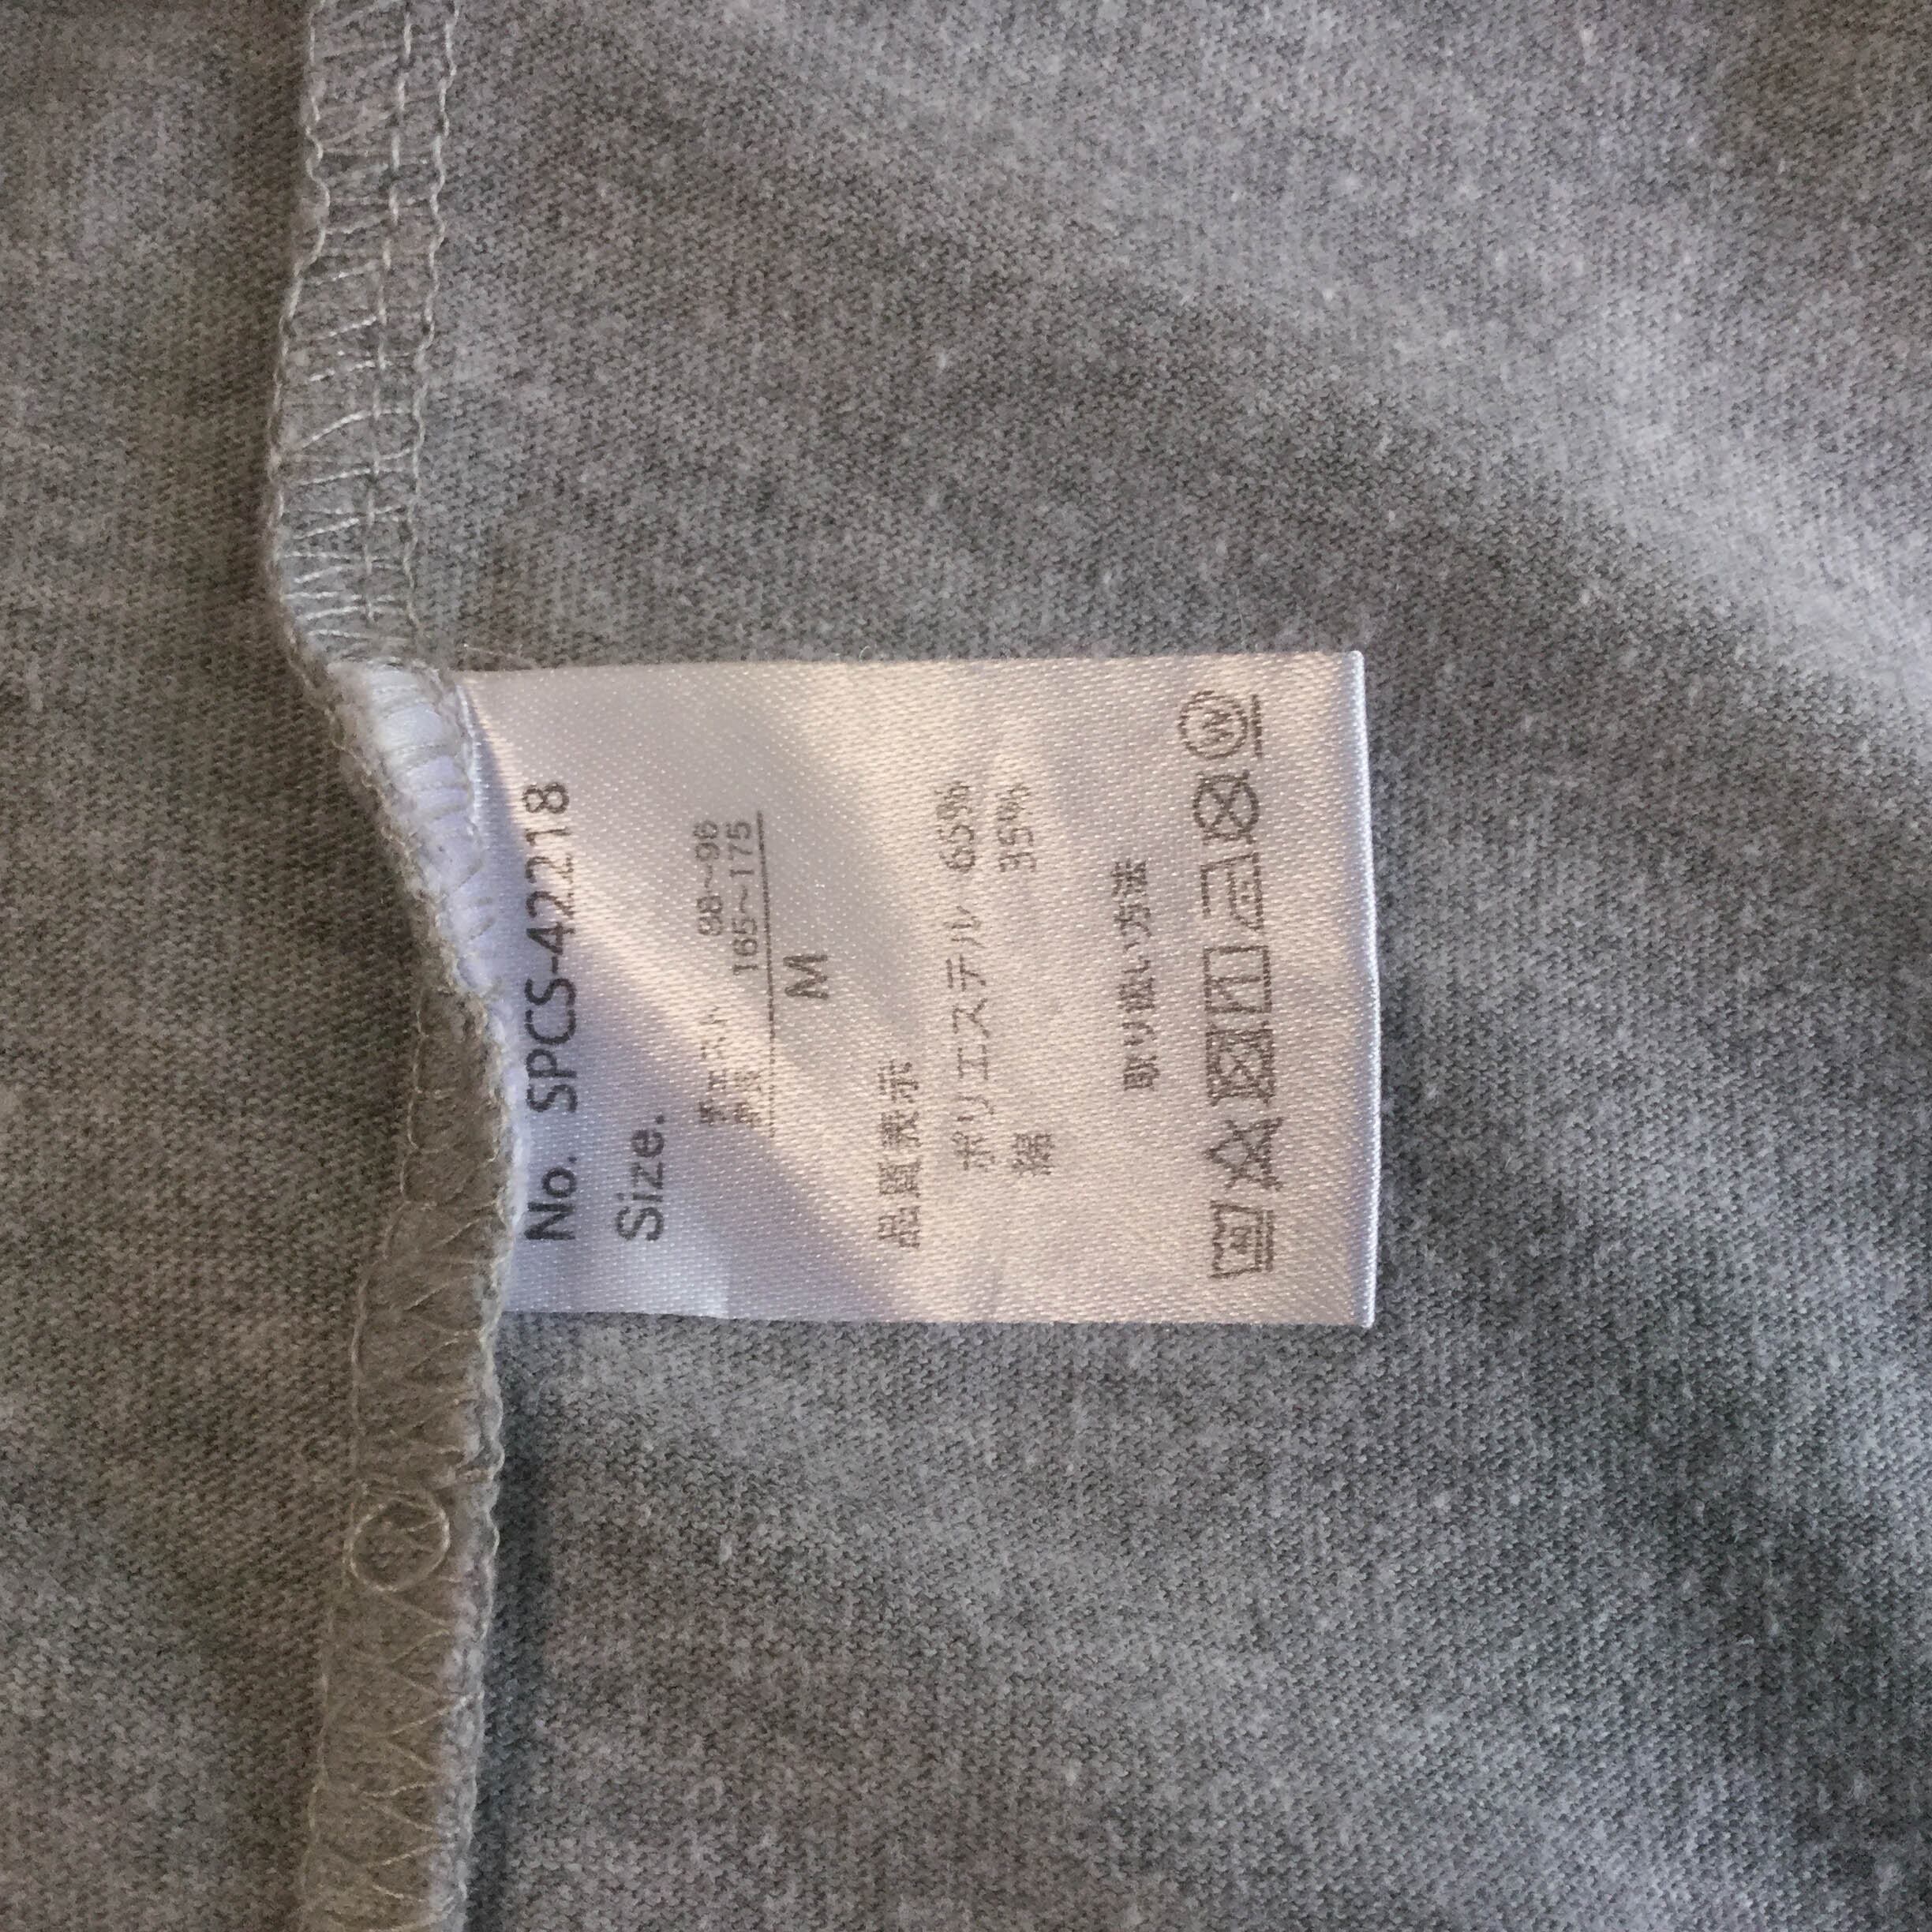 No. SPCS-42218
Size.
チェスト 88~96
身長 165~175
M
品質表示
ポリエステル 65%
綿 35%
取り扱い方法
W